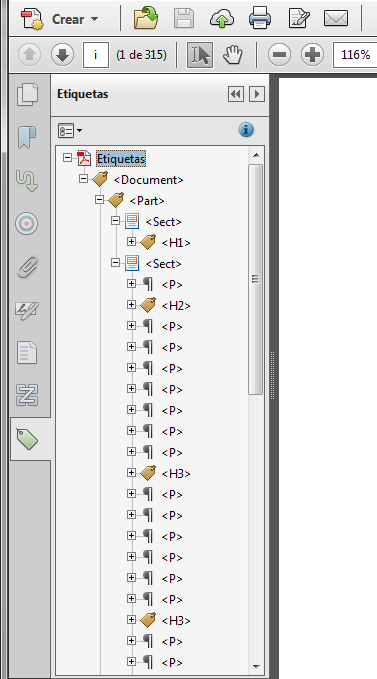 Crear
i (1 de 315) 116%
Etiquetas
Etiquetas
<Document>
<Part>
<Sect>
<H1>
<Sect>
<P>
<H2>
<P>
<P>
<P>
<P>
<P>
<P>
<P>
<H3>
<P>
<P>
<P>
<P>
<P>
<P>
<H3>
<P>
<P>